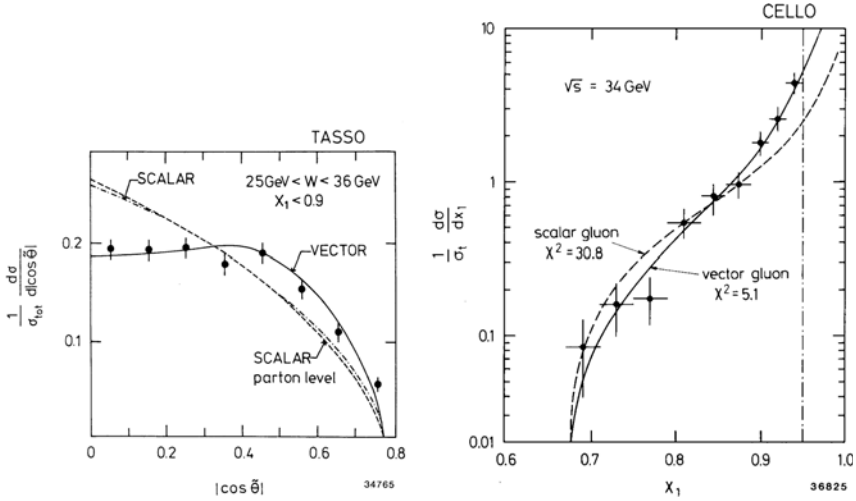 TASSO
SCALAR
25GeV < W < 36 GeV
X₁ < 0.9
VECTOR
SCALAR
parton level
1/σtot dσ/d|cosθ̃|
0.2
0.1
0
0.2
0.4
0.6
0.8
|cosθ̃|
34765
CELLO
√s = 34 GeV
scalar gluon
χ² = 30.8
vector gluon
χ² = 5.1
1/σt dσ/dx₁
10
1
0.1
0.01
0.6
0.7
0.8
0.9
1.0
X₁
36825